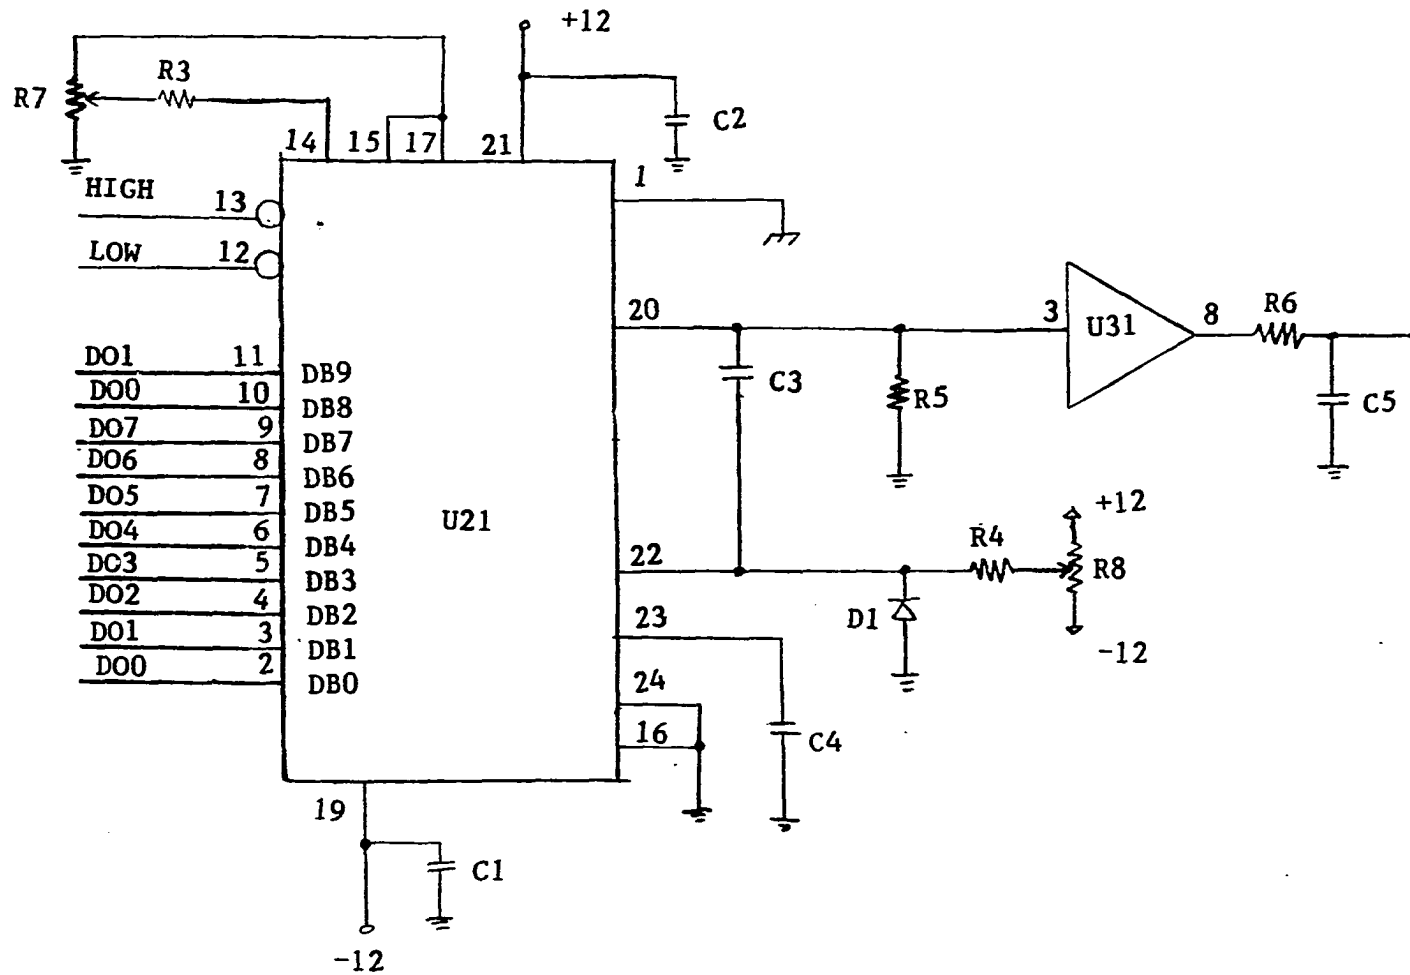 +12
R3
R7
C2
14 15 17 21
1
HIGH
13
LOW
12
20
3
U31
8
R6
DO1 11 DB9
DO0 10 DB8
DO7 9 DB7
DO6 8 DB6
DO5 7 DB5
DO4 6 DB4
DO3 5 DB3
DO2 4 DB2
DO1 3 DB1
DO0 2 DB0
C3
R5
C5
U21
+12
R4
R8
22
D1
-12
23
24
16
C4
19
C1
-12